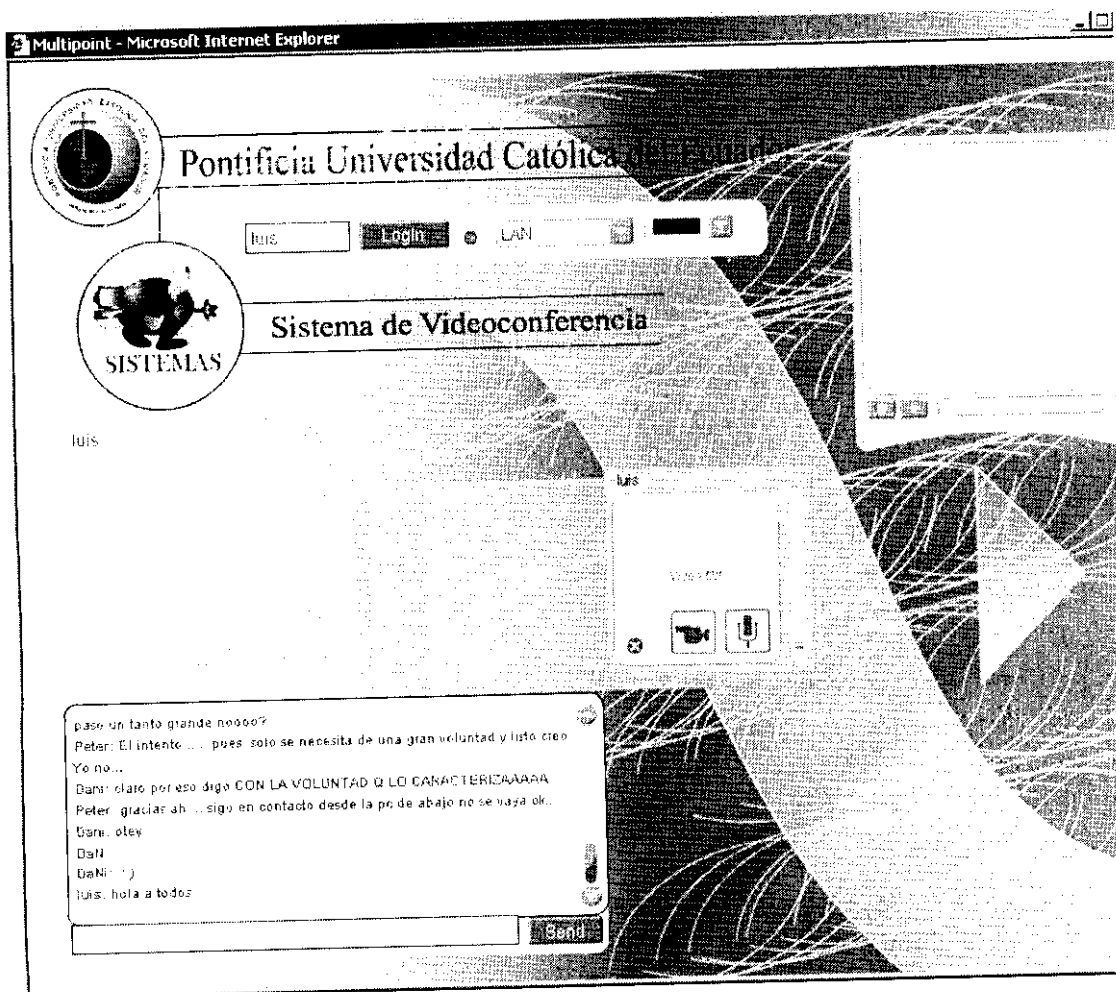 Multipoint - Microsoft Internet Explorer
Pontificia Universidad Católica del Ecuador
luis
Login
LAN
Sistema de Videoconferencia
SISTEMAS
luis
luis
paso un tanto grande noooo?
Peter: El intento ..... pues solo se necesita de una gran voluntad y listo creo
Yo no...
Dani: claro por eso digo CON LA VOLUNTAD Q LO CARACTERIZAAAAA
Peter: gracias ah ... sigo en contacto desde la pc de abajo no se vaya ok..
Dani: okey
DaN
DaNi: :)
luis: hola a todos
Send